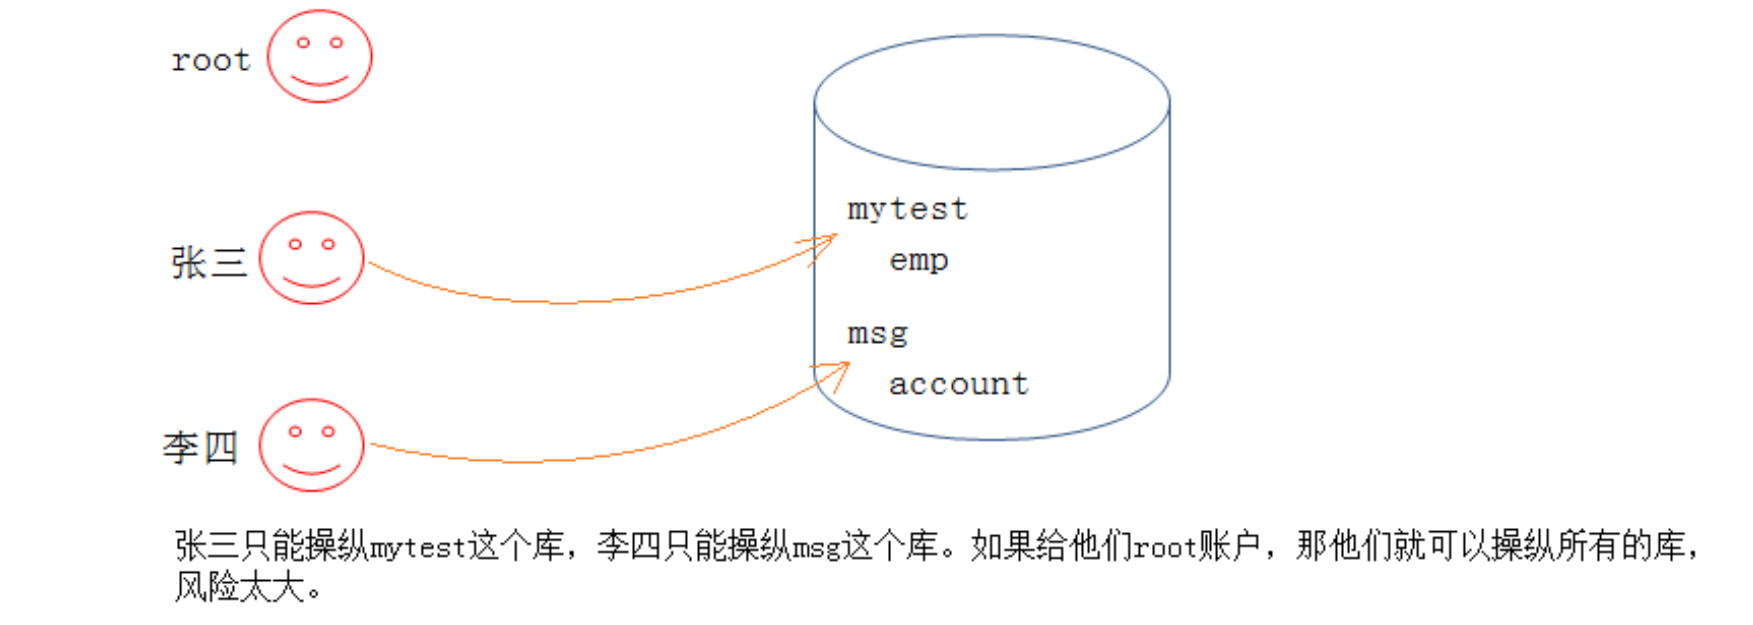 root
mytest
张三
emp
msg
account
李四
张三只能操纵mytest这个库，李四只能操纵msg这个库。如果给他们root账户，那他们就可以操纵所有的库，
风险太大。